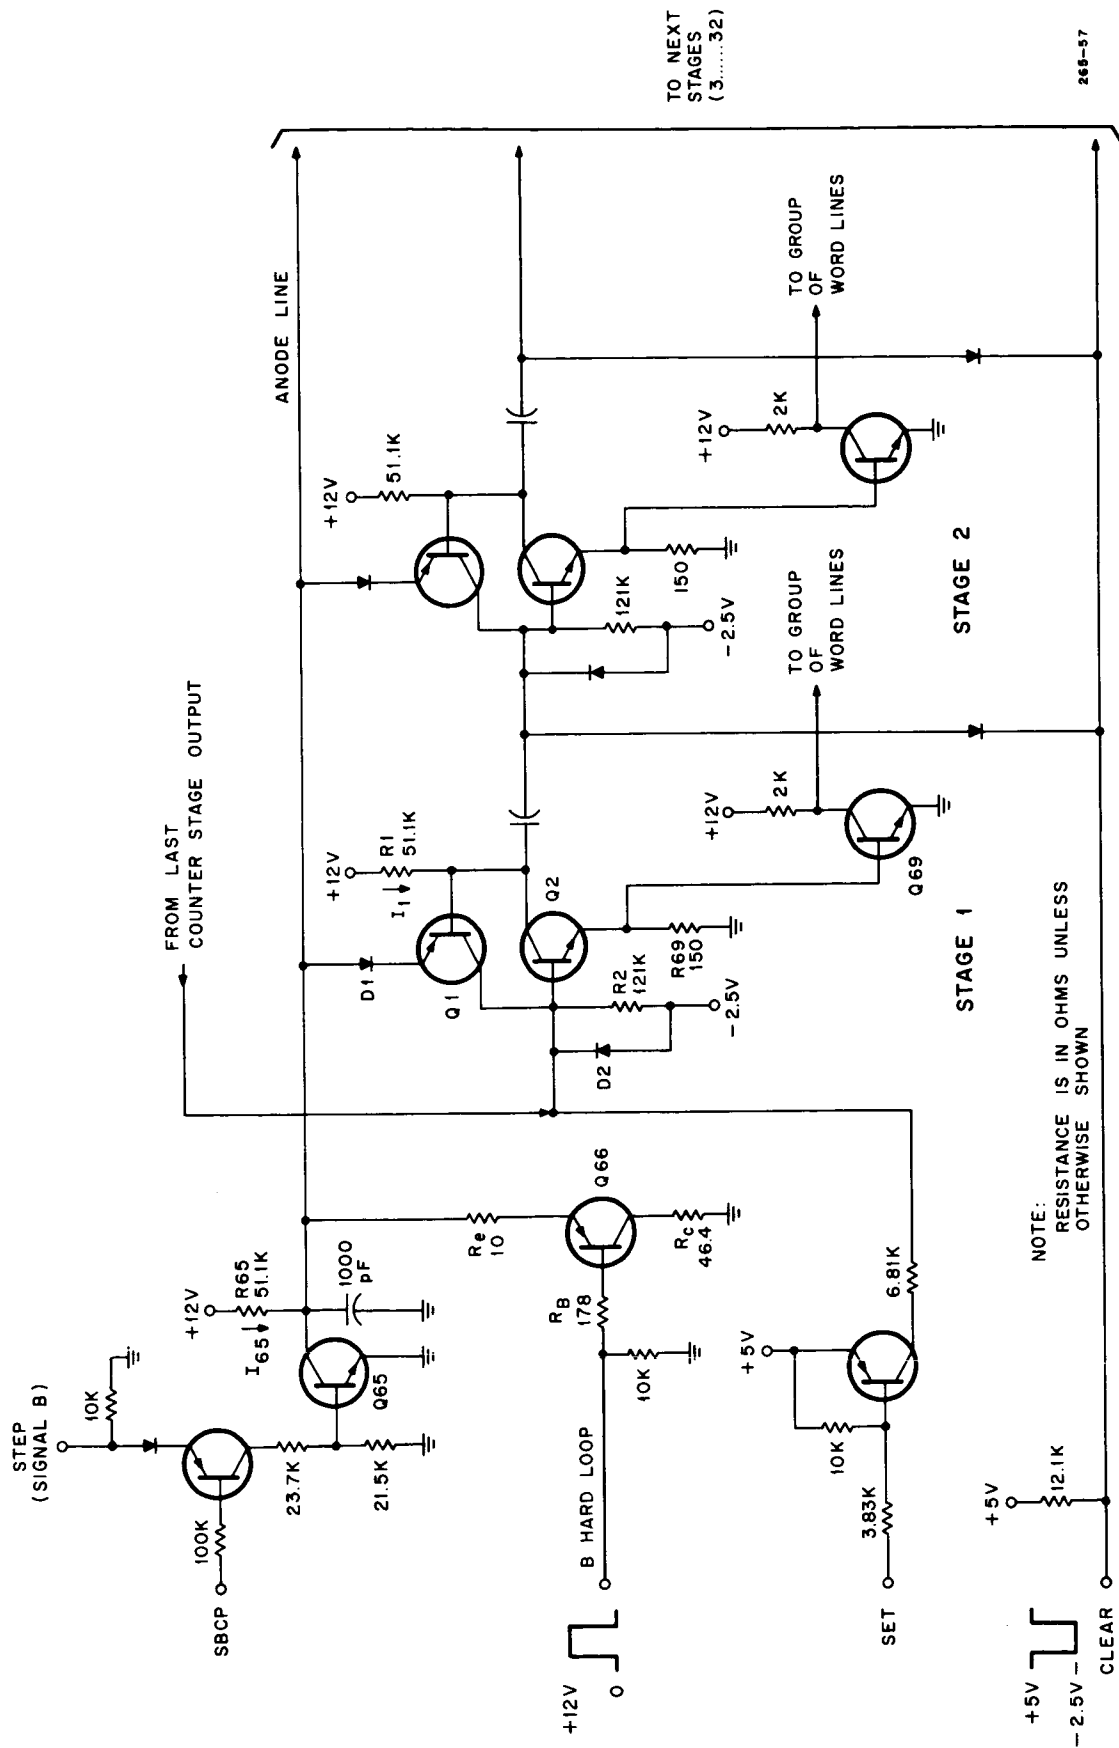 STEP
(SIGNAL B)
SBCP
100K
10K
23.7K
21.5K
Q65
+12V
R65
51.1K
I65
1000
pF
FROM LAST
COUNTER STAGE OUTPUT
ANODE LINE
TO NEXT
STAGES
(3......32)
+12V
0
B HARD LOOP
10K
RB
178
Re
10
Q66
Rc
46.4
D1
Q1
+12V
R1
51.1K
I1
Q2
D2
R2
121K
-2.5V
R69
150
+12V
2K
Q69
TO GROUP
OF
WORD LINES
STAGE 1
+12V
51.1K
121K
-2.5V
150
+12V
2K
TO GROUP
OF
WORD LINES
STAGE 2
SET
3.83K
10K
+5V
6.81K
+5V
-2.5V
CLEAR
+5V
12.1K
NOTE:
RESISTANCE IS IN OHMS UNLESS
OTHERWISE SHOWN
265-57